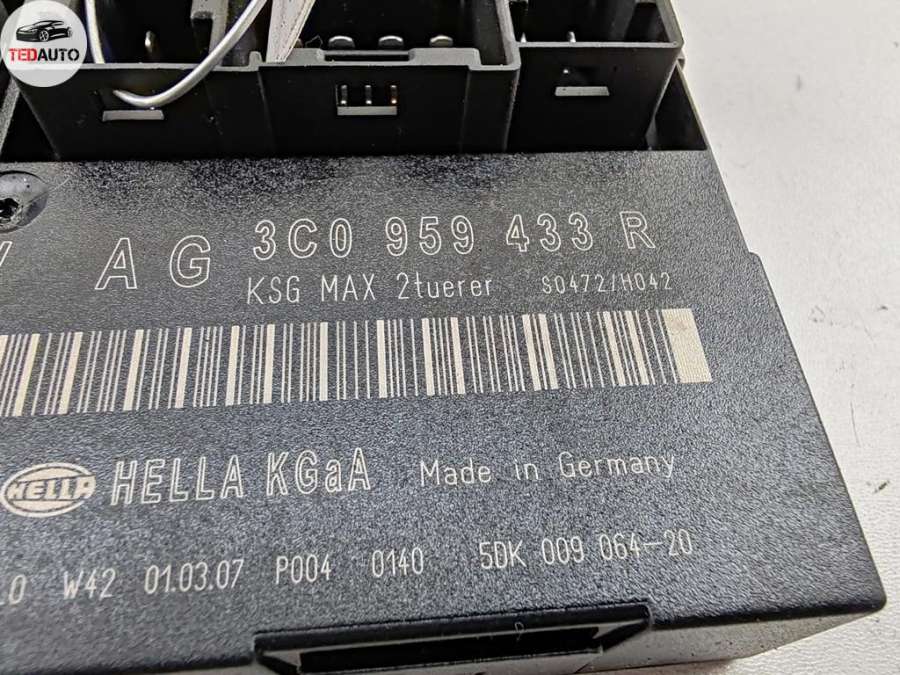 TEDAUTO
AG 3C0 959 433 R
KSG MAX 2tuerer S0472/H042
HELLA HELLA KGaA Made in Germany
W42 01.03.07 P004 0140 5DK 009 064-20